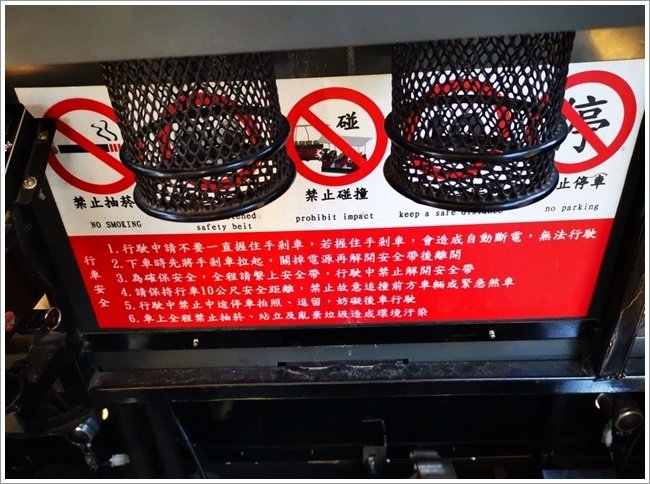 碰
停
禁止抽菸
禁止碰撞
止停車
NO SMOKING
safety beit
prohibit impact
keep a safe distance
no parking
行車安全
1. 行駛中請不要一直握住手剎車，若握住手剎車，會造成自動斷電，無法行駛
2. 下車時先將手剎車拉起，關掉電源再解開安全帶後離開
3. 為確保安全，全程請繫上安全帶，行駛中禁止解開安全帶
4. 請保持行車10公尺安全距離，禁止故意追撞前方車輛或緊急煞車
5. 行駛中禁止中途停車拍照、逗留，妨礙後車行駛
6. 車上全程禁止抽菸、站立及亂棄垃圾造成環境汙染